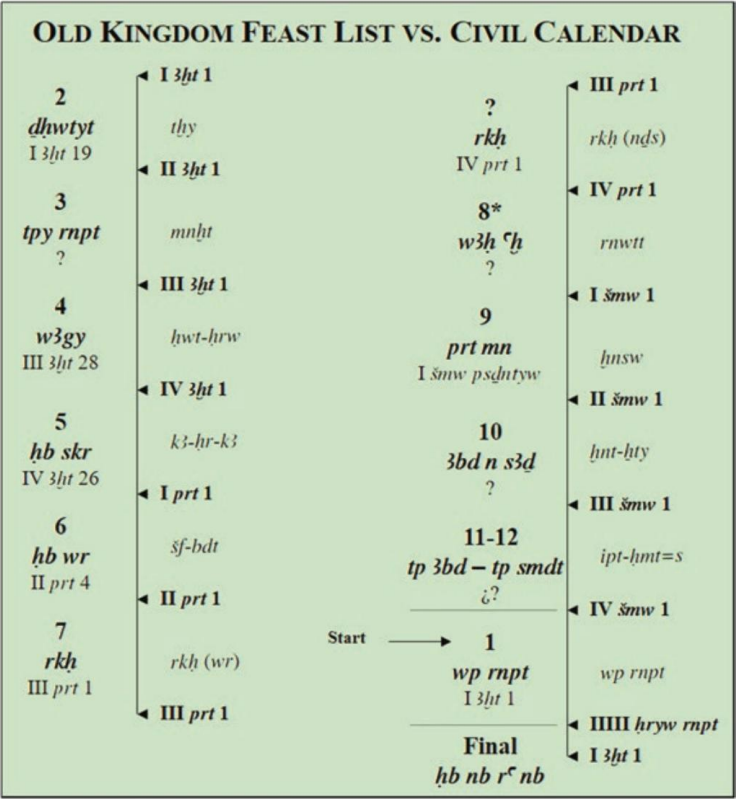 OLD KINGDOM FEAST LIST VS. CIVIL CALENDAR
I ꜣḫt 1
2
ḏḥwtyt
I ꜣḫt 19
tḫy
II ꜣḫt 1
3
tpy rnpt
?
mnḫt
III ꜣḫt 1
4
wꜣgy
III ꜣḫt 28
ḥwt-ḥrw
IV ꜣḫt 1
5
ḥb skr
IV ꜣḫt 26
kꜣ-ḥr-kꜣ
I prt 1
6
ḥb wr
II prt 4
šf-bdt
II prt 1
7
rkḥ
III prt 1
rkḥ (wr)
III prt 1
III prt 1
?
rkḥ
IV prt 1
rkḥ (nḏs)
IV prt 1
8*
wꜣḥ ꜥḫ
?
rnwtt
I šmw 1
9
prt mn
I šmw psḏntyw
ḫnsw
II šmw 1
10
ꜣbd n sꜣḏ
?
ḫnt-ḫty
III šmw 1
11-12
tp ꜣbd – tp smdt
¿?
ipt-ḥmt=s
IV šmw 1
Start
1
wp rnpt
I ꜣḫt 1
wp rnpt
IIIII ḥryw rnpt
Final
ḥb nb rꜥ nb
I ꜣḫt 1